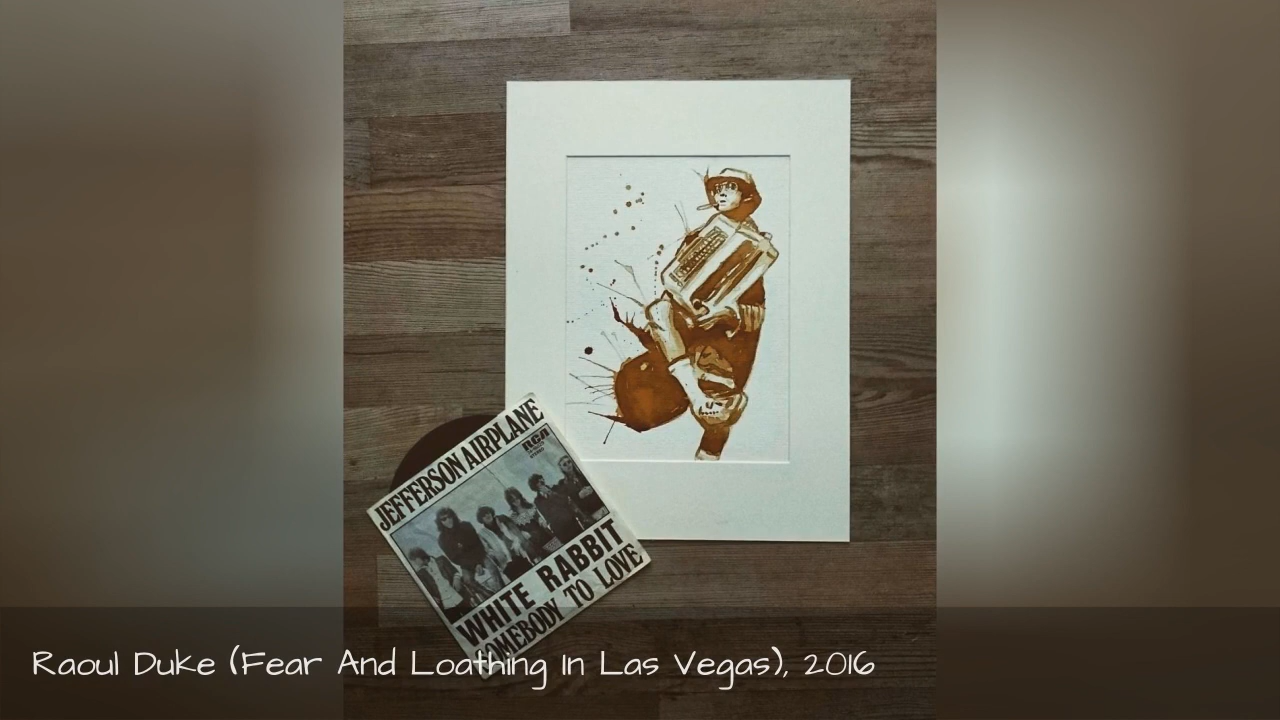 JEFFERSON AIRPLANE
RCA
WHITE RABBIT
SOMEBODY TO LOVE
Raoul Duke (Fear And Loathing In Las Vegas), 2016